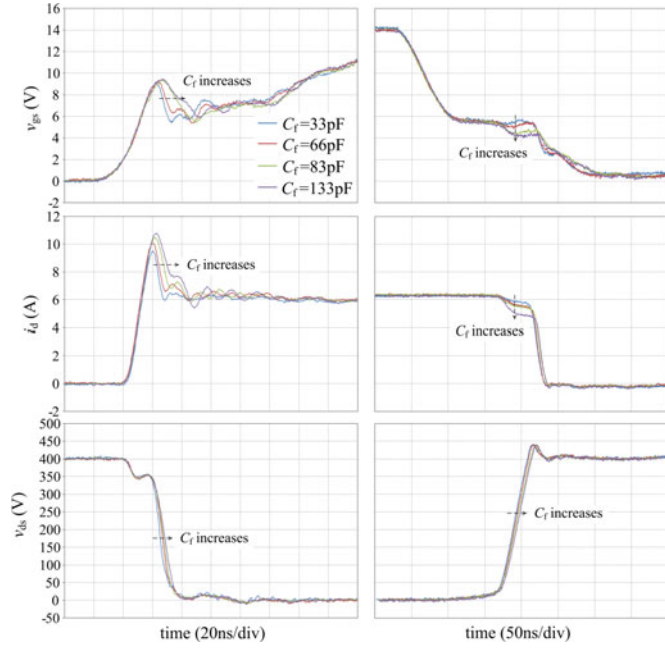 16
14
12
10
8
6
4
2
0
-2
v_gs (V)
C_f increases
C_f=33pF
C_f=66pF
C_f=83pF
C_f=133pF
C_f increases
12
10
8
6
4
2
0
-2
i_d (A)
C_f increases
C_f increases
500
450
400
350
300
250
200
150
100
50
0
-50
v_ds (V)
C_f increases
C_f increases
time (20ns/div)
time (50ns/div)